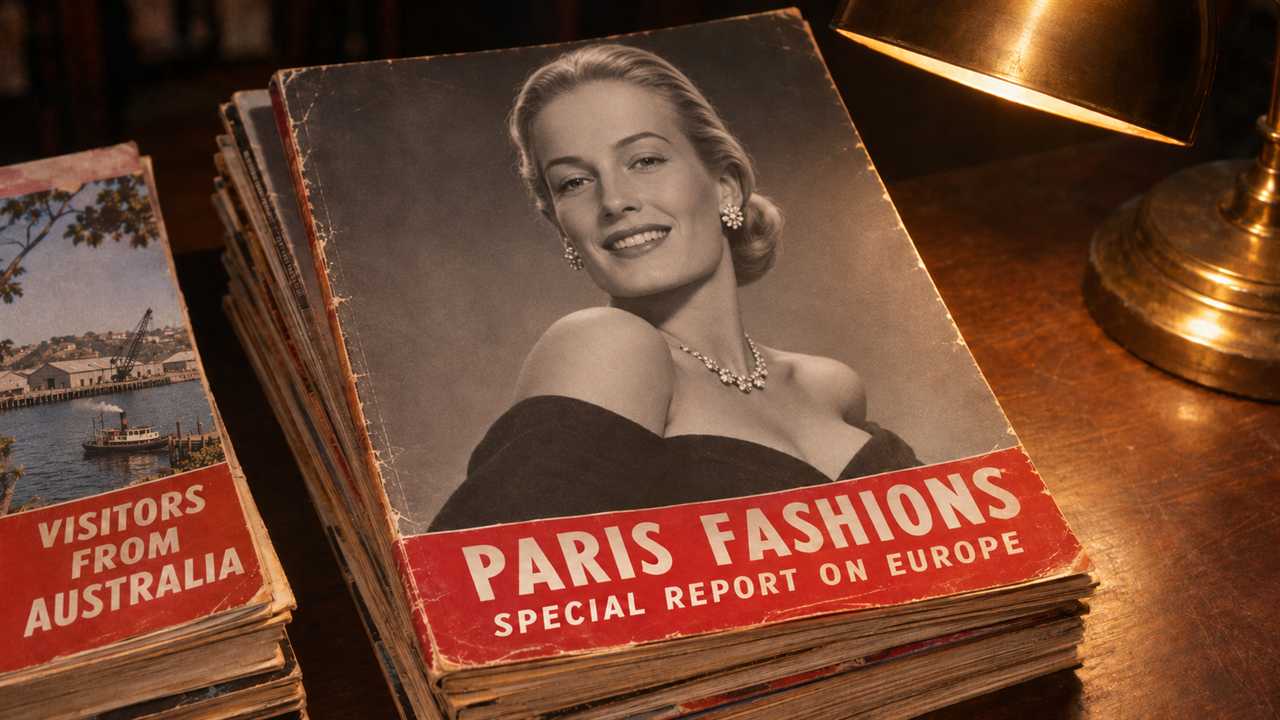 VISITORS
FROM
AUSTRALIA
PARIS FASHIONS
SPECIAL REPORT ON EUROPE